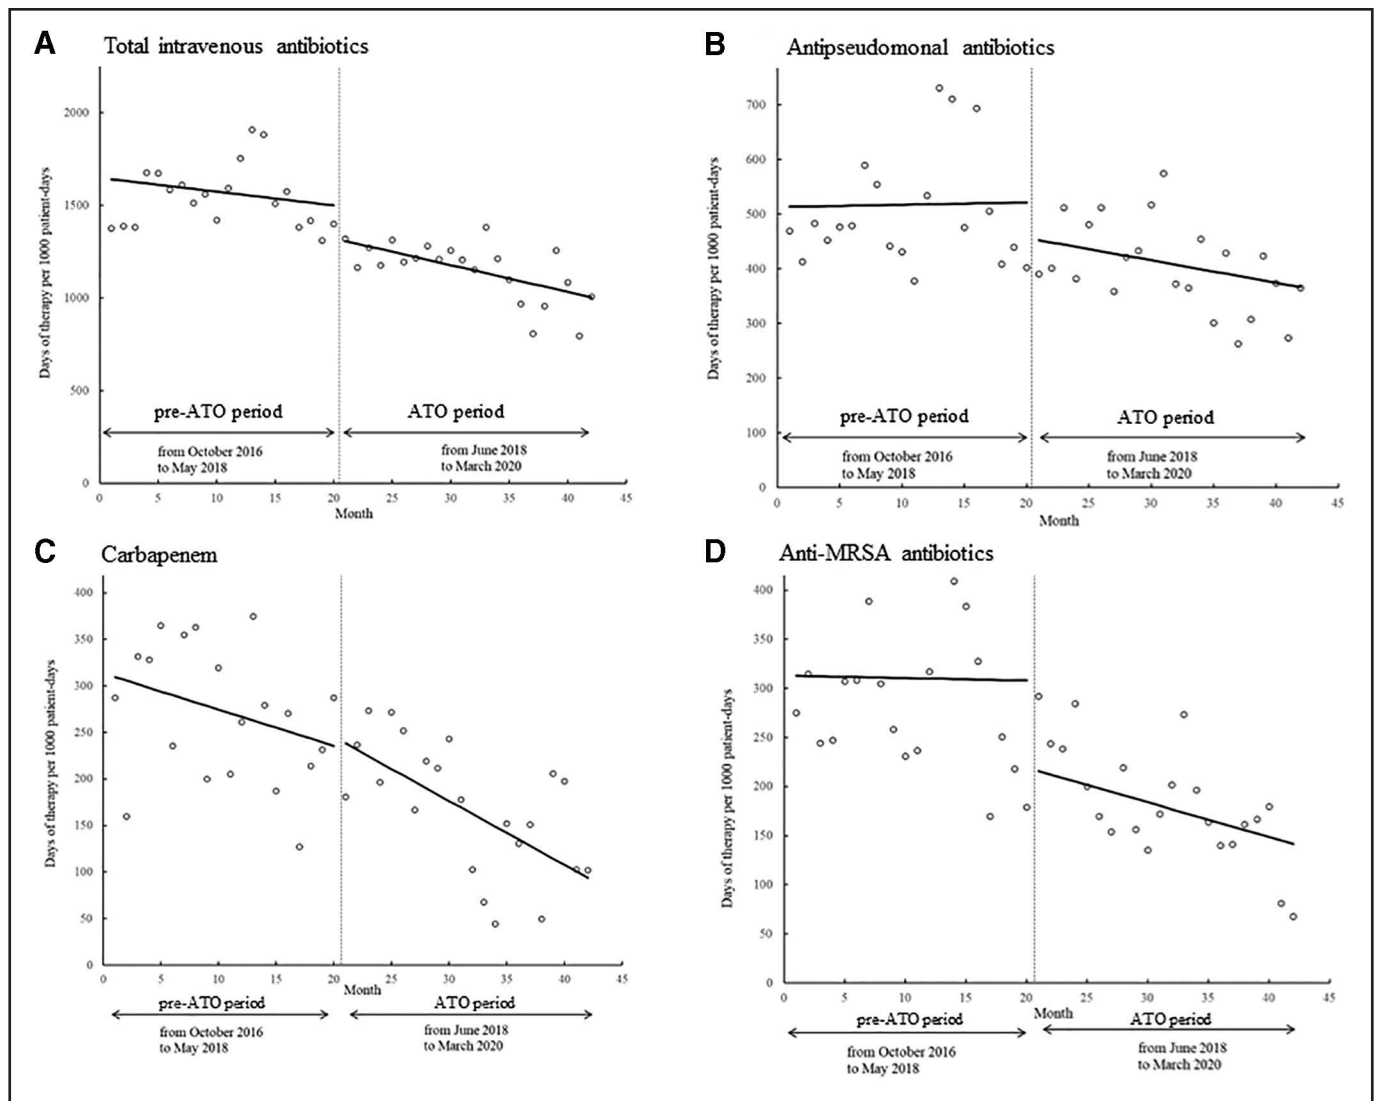 A Total intravenous antibiotics
Days of therapy per 1000 patient-days
2000
1500
1000
500
0
pre-ATO period
from October 2016
to May 2018
ATO period
from June 2018
to March 2020
0 5 10 15 20 25 30 35 40 45
Month
B Antipseudomonal antibiotics
Days of therapy per 1000 patient-days
700
600
500
400
300
200
100
0
pre-ATO period
from October 2016
to May 2018
ATO period
from June 2018
to March 2020
0 5 10 15 20 25 30 35 40 45
Month
C Carbapenem
Days of therapy per 1000 patient-days
400
350
300
250
200
150
100
50
0
0 5 10 15 20 25 30 35 40 45
Month
pre-ATO period
from October 2016
to May 2018
ATO period
from June 2018
to March 2020
D Anti-MRSA antibiotics
Days of therapy per 1000 patient-days
400
350
300
250
200
150
100
50
0
0 5 10 15 20 25 30 35 40 45
Month
pre-ATO period
from October 2016
to May 2018
ATO period
from June 2018
to March 2020